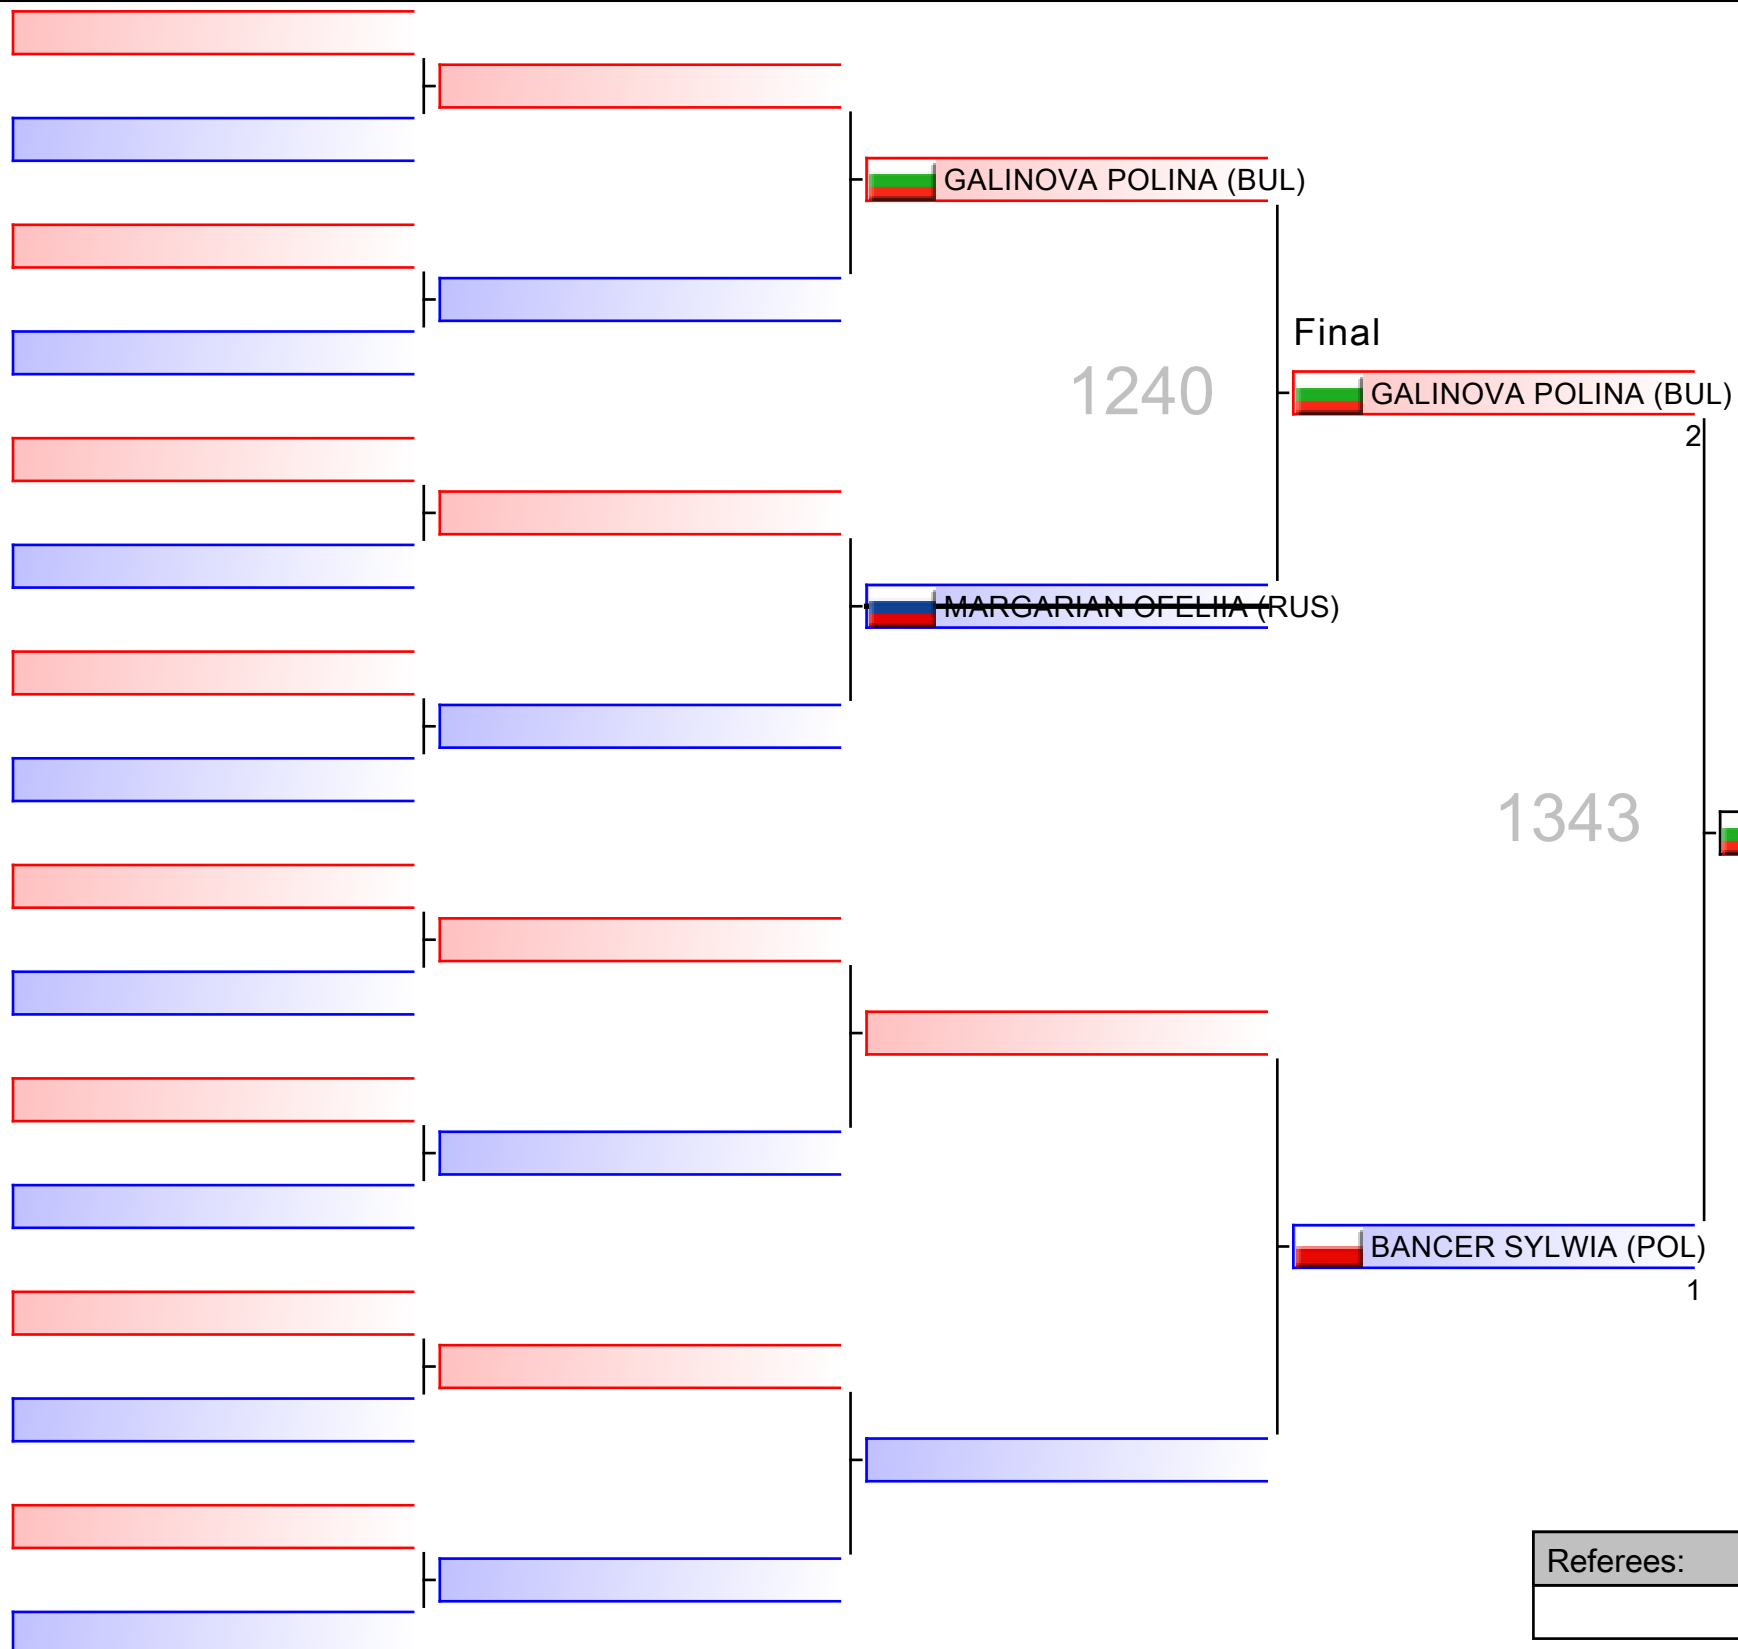 GALINOVA POLINA (BUL)
Final
1240
GALINOVA POLINA (BUL)
2
MARGARIAN OFELIIA (RUS)
1343
BANCER SYLWIA (POL)
1
Referees: